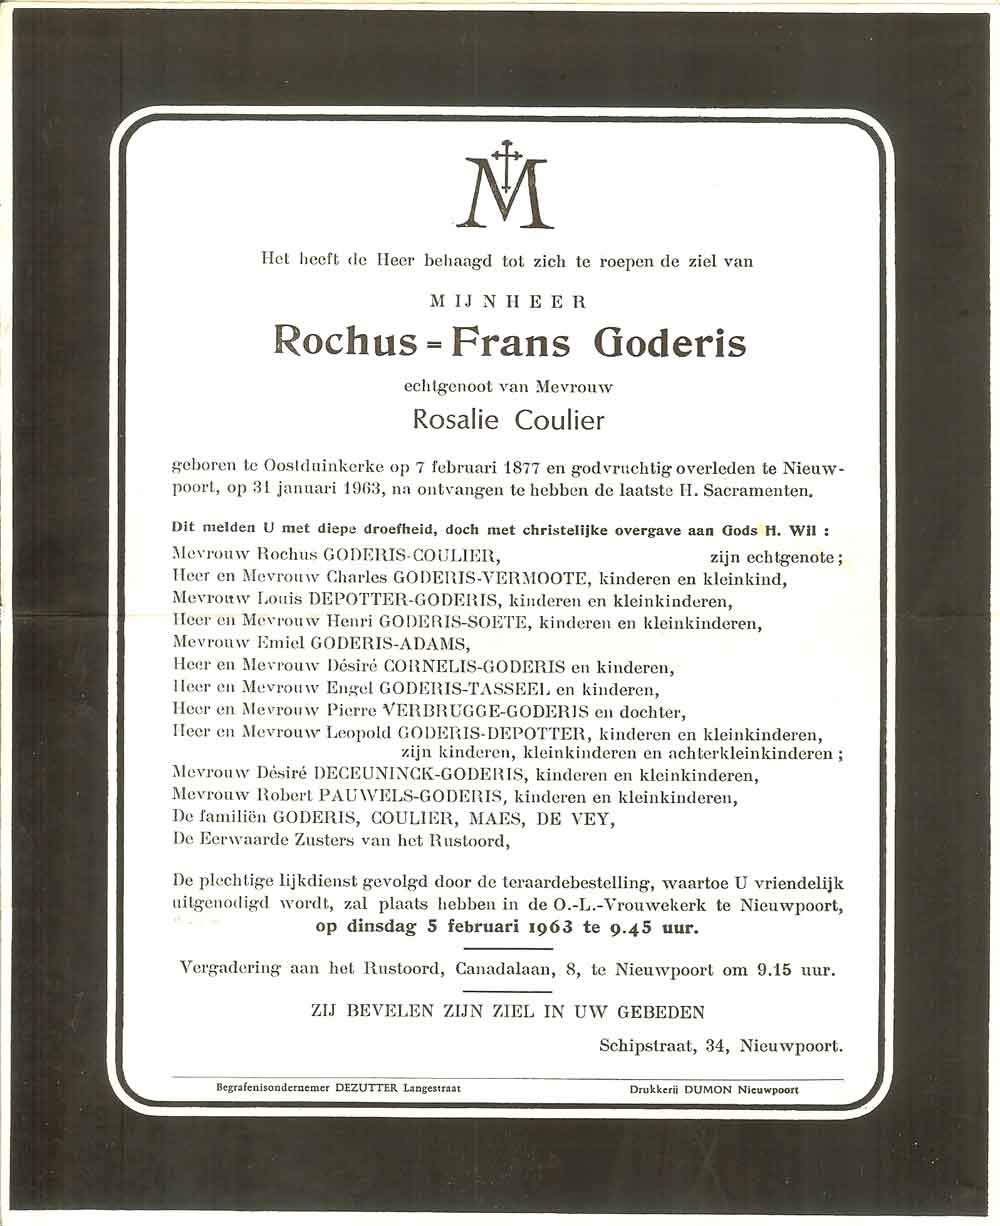 M
Het heeft de Heer behaagd tot zich te roepen de ziel van
MIJNHEER
Rochus = Frans Goderis
echtgenoot van Mevrouw
Rosalie Coulier
geboren te Oostduinkerke op 7 februari 1877 en godvruchtig overleden te Nieuw-
poort, op 31 januari 1963, na ontvangen te hebben de laatste H. Sacramenten.
Dit melden U met diepe droefheid, doch met christelijke overgave aan Gods H. Wil :
Mevrouw Rochus GODERIS-COULIER, zijn echtgenote ;
Heer en Mevrouw Charles GODERIS-VERMOOTE, kinderen en kleinkind,
Mevrouw Louis DEPOTTER-GODERIS, kinderen en kleinkinderen,
Heer en Mevrouw Henri GODERIS-SOETE, kinderen en kleinkinderen,
Mevrouw Emiel GODERIS-ADAMS,
Heer en Mevrouw Désiré CORNELIS-GODERIS en kinderen,
Heer en Mevrouw Engel GODERIS-TASSEEL en kinderen,
Heer en Mevrouw Pierre VERBRUGGE-GODERIS en dochter,
Heer en Mevrouw Leopold GODERIS-DEPOTTER, kinderen en kleinkinderen,
zijn kinderen, kleinkinderen en achterkleinkinderen ;
Mevrouw Désiré DECEUNINCK-GODERIS, kinderen en kleinkinderen,
Mevrouw Robert PAUWELS-GODERIS, kinderen en kleinkinderen,
De familiën GODERIS, COULIER, MAES, DE VEY,
De Eerwaarde Zusters van het Rustoord,
De plechtige lijkdienst gevolgd door de teraardebestelling, waartoe U vriendelijk
uitgenodigd wordt, zal plaats hebben in de O.-L.-Vrouwekerk te Nieuwpoort,
op dinsdag 5 februari 1963 te 9.45 uur.
Vergadering aan het Rustoord, Canadalaan, 8, te Nieuwpoort om 9.15 uur.
ZIJ BEVELEN ZIJN ZIEL IN UW GEBEDEN
Schipstraat, 34, Nieuwpoort.
Begrafenisondernemer DEZUTTER Langestraat
Drukkerij DUMON Nieuwpoort